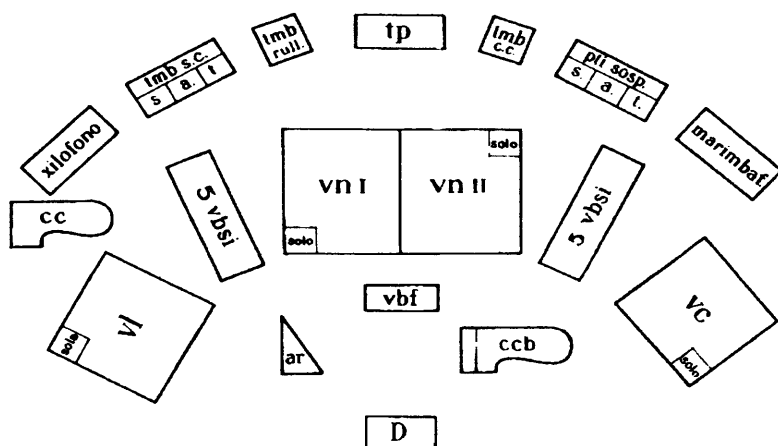 tp
tmb
rull.
tmb
c.c.
tmb s.c.
s a. t
pti sosp.
s. a. t.
xilofono
marimbaf.
solo
vn I vn II
solo
5 vbsi
5 vbsi
cc
vbf
vl
solo
vc
solo
ar
ccb
D